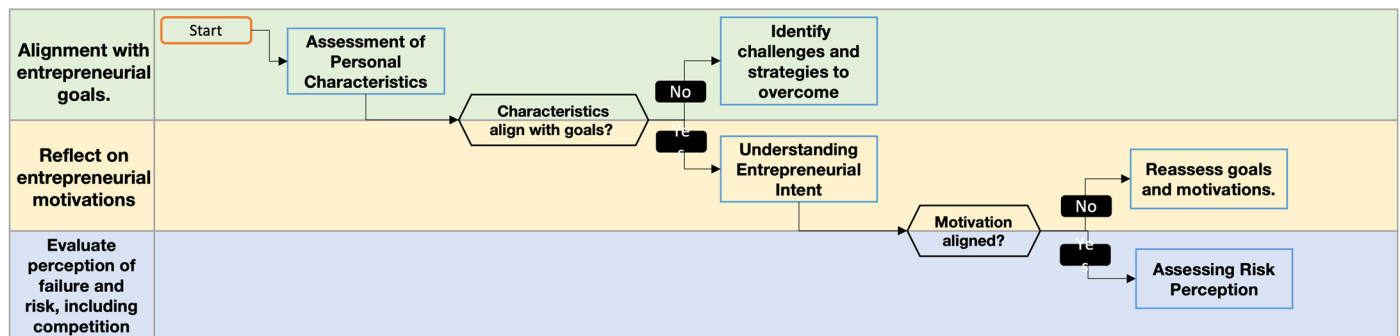 Alignment with
entrepreneurial
goals.
Start
Assessment of
Personal
Characteristics
Characteristics
align with goals?
No
Identify
challenges and
strategies to
overcome
Ye
s
Reflect on
entrepreneurial
motivations
Understanding
Entrepreneurial
Intent
Motivation
aligned?
No
Reassess goals
and motivations.
Ye
s
Evaluate
perception of
failure and
risk, including
competition
Assessing Risk
Perception